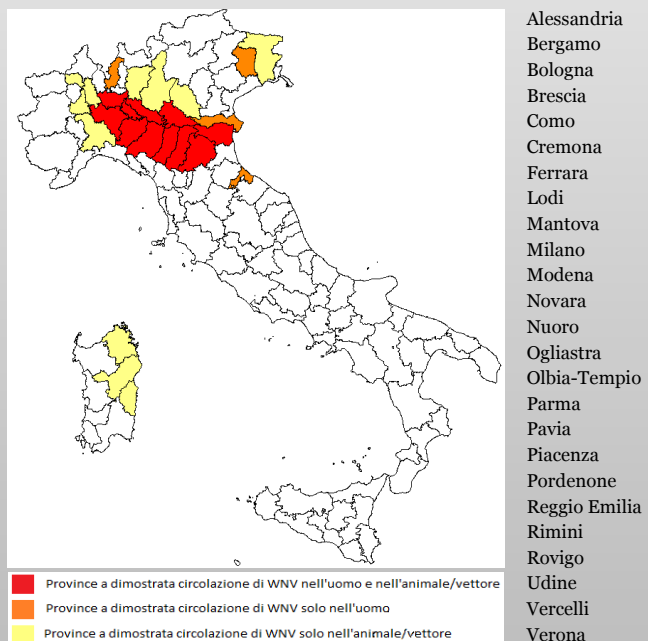 Alessandria
Bergamo
Bologna
Brescia
Como
Cremona
Ferrara
Lodi
Mantova
Milano
Modena
Novara
Nuoro
Ogliastra
Olbia-Tempio
Parma
Pavia
Piacenza
Pordenone
Reggio Emilia
Rimini
Rovigo
Udine
Vercelli
Verona
Province a dimostrata circolazione di WNV nell'uomo e nell'animale/vettore
Province a dimostrata circolazione di WNV solo nell'uomo
Province a dimostrata circolazione di WNV solo nell'animale/vettore